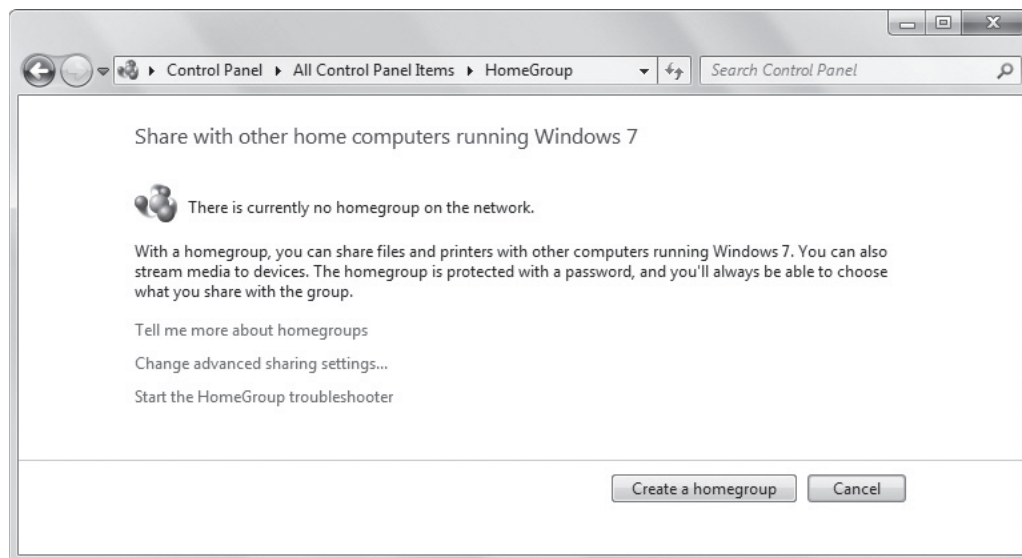 Control Panel ▸ All Control Panel Items ▸ HomeGroup
Search Control Panel
Share with other home computers running Windows 7
There is currently no homegroup on the network.
With a homegroup, you can share files and printers with other computers running Windows 7. You can also
stream media to devices. The homegroup is protected with a password, and you'll always be able to choose
what you share with the group.
Tell me more about homegroups
Change advanced sharing settings...
Start the HomeGroup troubleshooter
Create a homegroup
Cancel